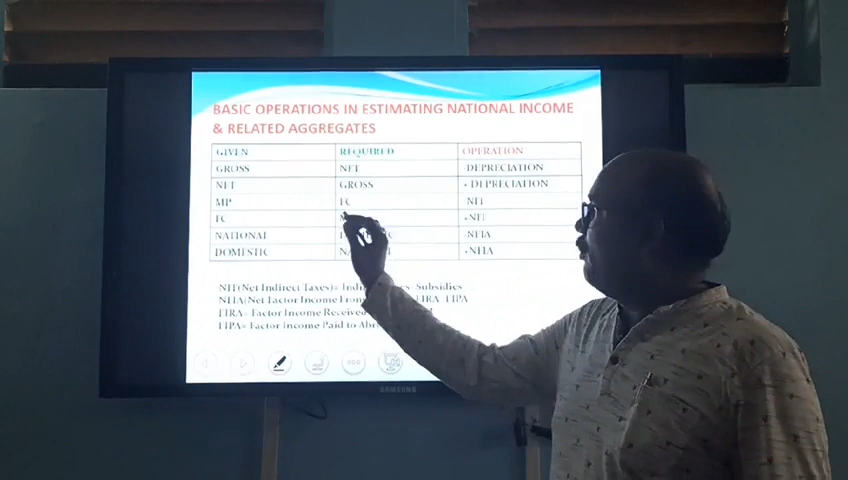 BASIC OPERATIONS IN ESTIMATING NATIONAL INCOME
& RELATED AGGREGATES
GIVEN REQUIRED OPERATION
GROSS NET -DEPRECIATION
NET GROSS + DEPRECIATION
MP FC -NIT
FC +NIT
NATIONAL -NFIA
DOMESTIC +NFIA
NIT(Net Indirect Taxes)= Subsidies
NFIA(Net Factor Income FIRA- FIPA
FIRA= Factor Income Received
FIPA= Factor Income Paid to
SAMSUNG